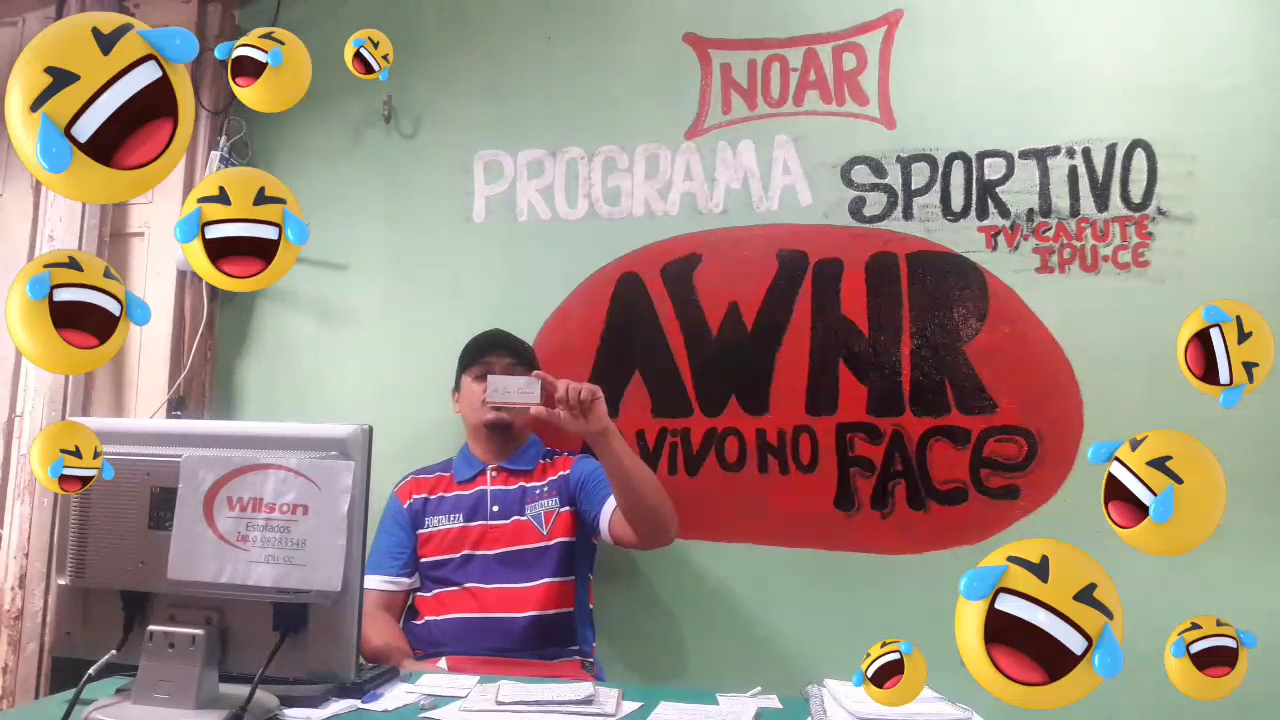 NO-AR
PROGRAMA SPORTiVO
TV-CAFUTE
IPU-CE
AWNR
ViVO NO FACe
FORTALEZA
FORTALEZA
Wilson
Estofados
Zap.9 98283548
ipu-ce